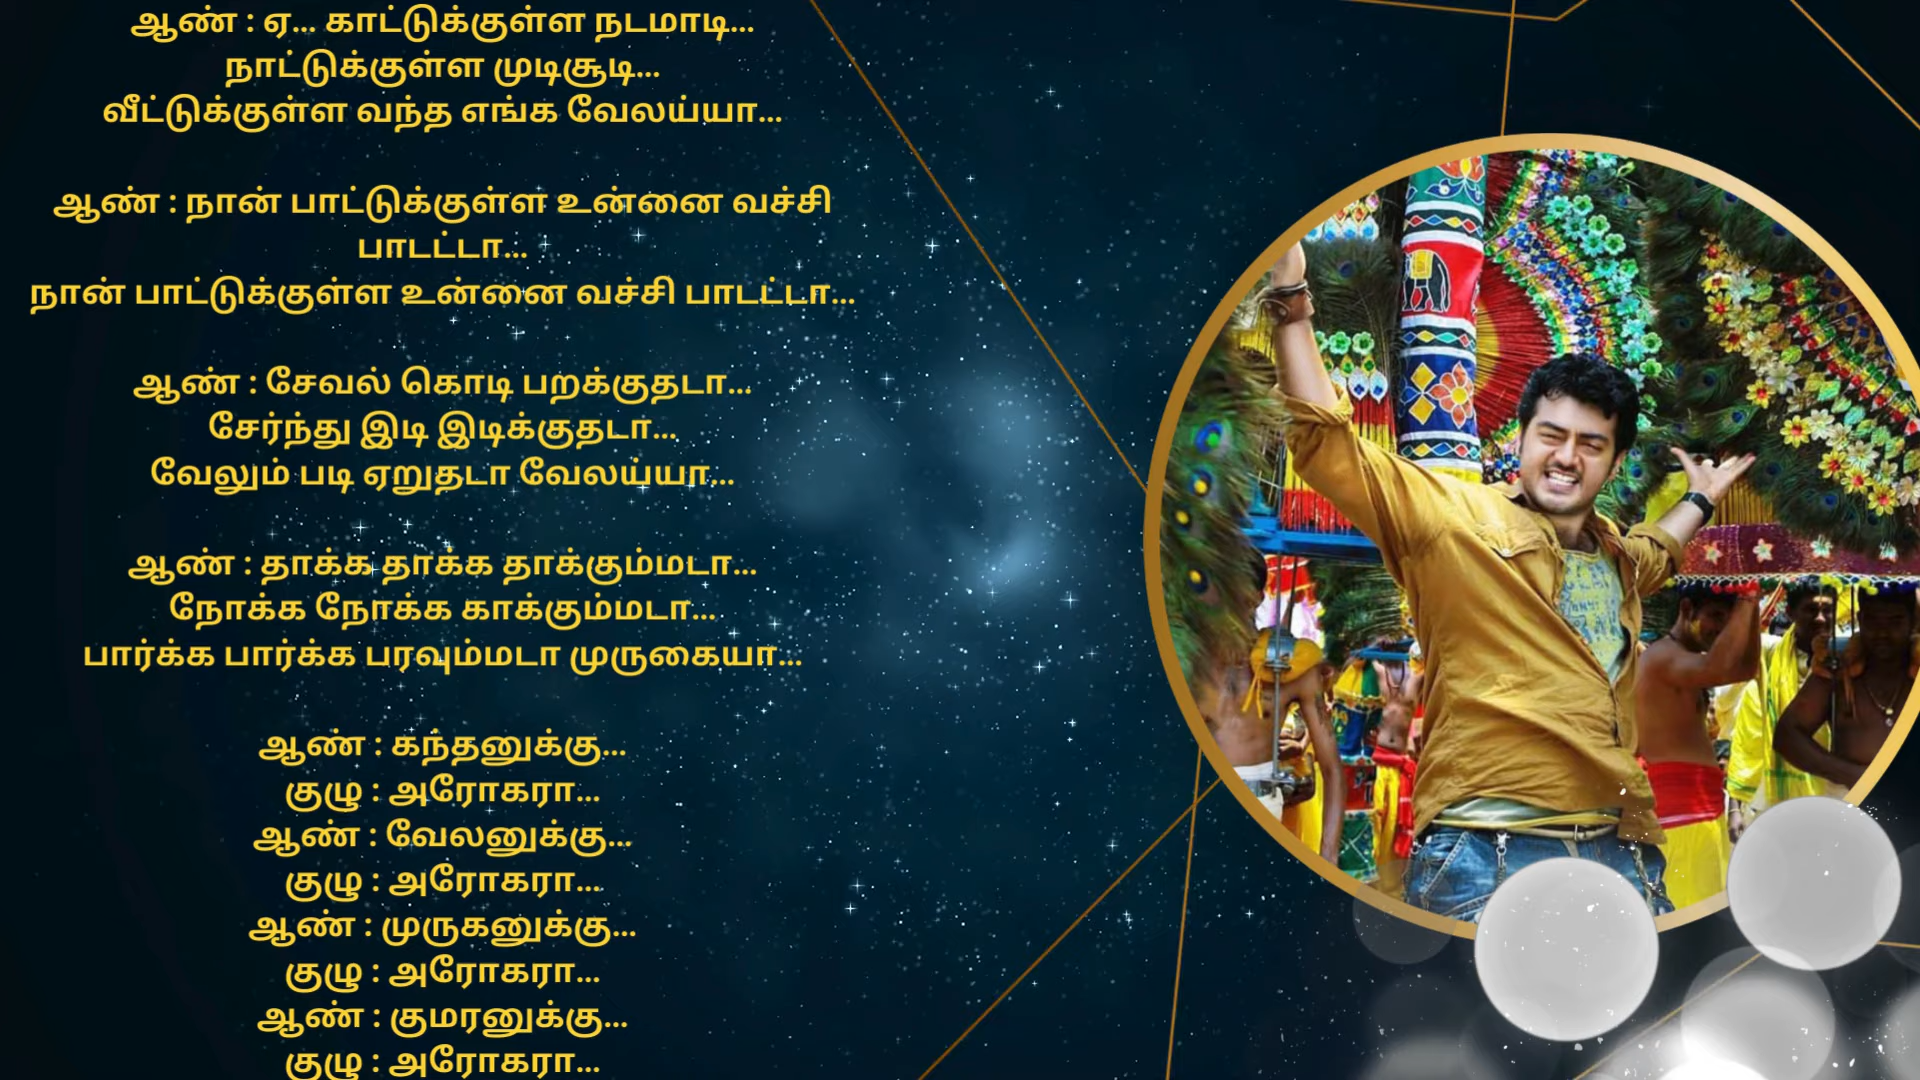 ஆண் : ஏ... காட்டுக்குள்ள நடமாடி...
நாட்டுக்குள்ள முடிசூடி...
வீட்டுக்குள்ள வந்த எங்க வேலய்யா...
ஆண் : நான் பாட்டுக்குள்ள உன்னை வச்சி
பாடட்டா...
நான் பாட்டுக்குள்ள உன்னை வச்சி பாடட்டா...
ஆண் : சேவல் கொடி பறக்குதடா...
சேர்ந்து இடி இடிக்குதடா...
வேலும் படி ஏறுதடா வேலய்யா...
ஆண் : தாக்க தாக்க தாக்கும்மடா...
நோக்க நோக்க காக்கும்மடா...
பார்க்க பார்க்க பரவும்மடா முருகையா...
ஆண் : கந்தனுக்கு...
குழு : அரோகரா...
ஆண் : வேலனுக்கு...
குழு : அரோகரா...
ஆண் : முருகனுக்கு...
குழு : அரோகரா...
ஆண் : குமரனுக்கு...
குழு : அரோகரா...